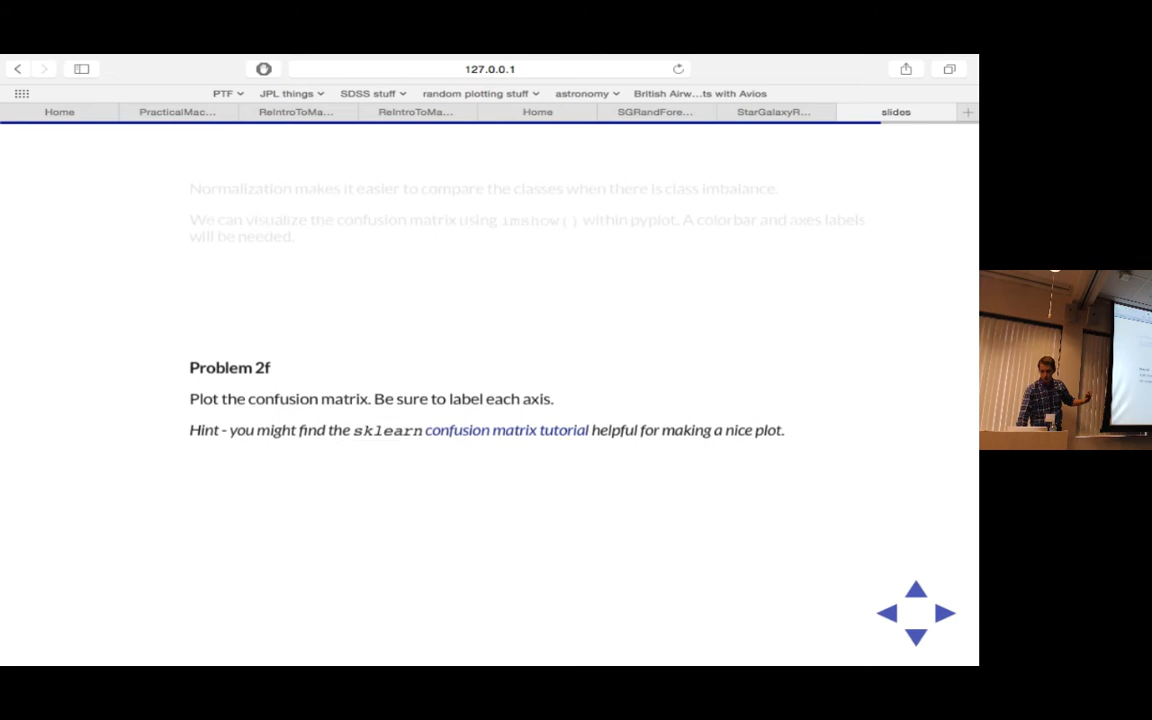 127.0.0.1
PTF JPL things SDSS stuff random plotting stuff astronomy British Airw...ts with Avios
Home PracticalMac... ReIntroToMa... ReIntroToMa... Home SGRandFore... StarGalaxyR... slides
Normalization makes it easier to compare the classes when there is class imbalance.
We can visualize the confusion matrix using imshow() within pyplot. A colorbar and axes labels
will be needed.
Problem 2f
Plot the confusion matrix. Be sure to label each axis.
Hint - you might find the sklearn confusion matrix tutorial helpful for making a nice plot.